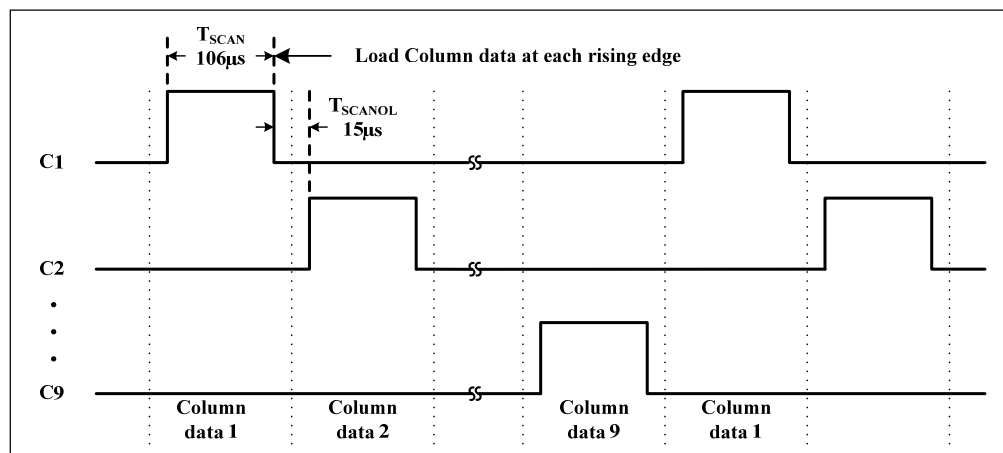 TSCAN
106μs
Load Column data at each rising edge
TSCANOL
15μs
C1
C2
C9
Column
data 1
Column
data 2
Column
data 9
Column
data 1